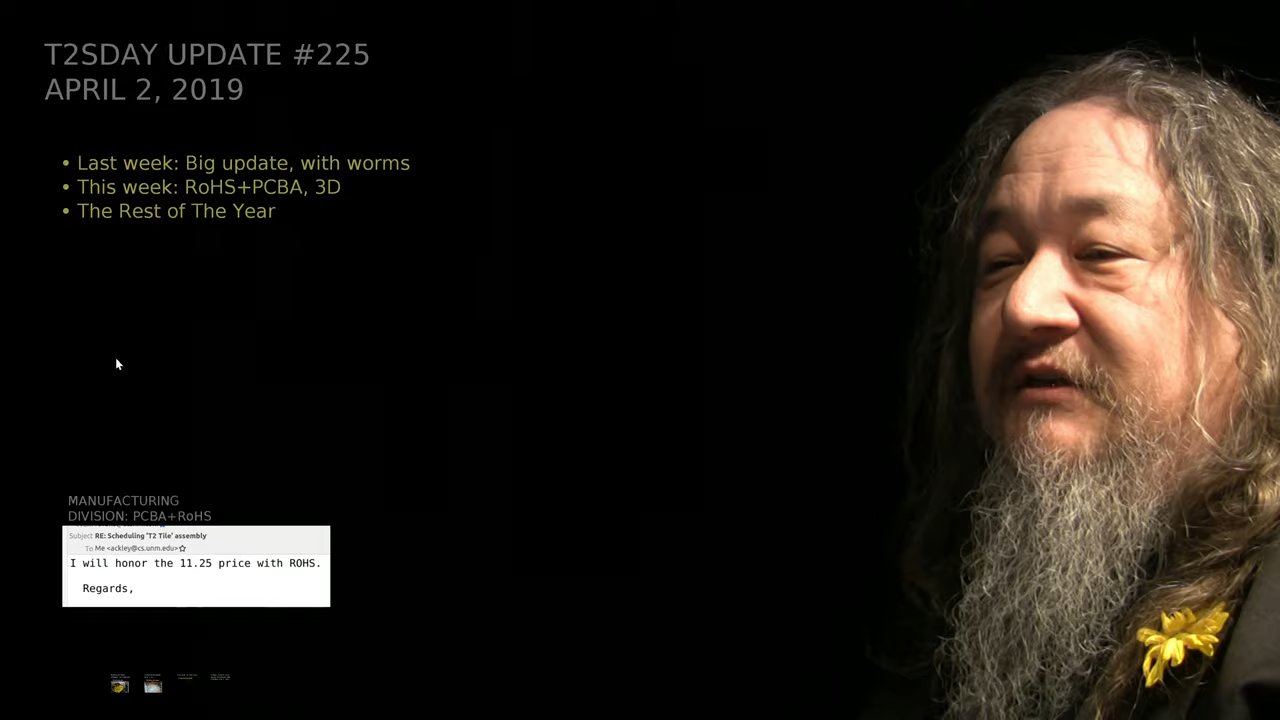 T2SDAY UPDATE #225
APRIL 2, 2019
• Last week: Big update, with worms
• This week: RoHS+PCBA, 3D
• The Rest of The Year
MANUFACTURING
DIVISION: PCBA+RoHS
Subject RE: Scheduling 'T2 Tile' assembly
To Me <ackley@cs.unm.edu>
I will honor the 11.25 price with ROHS.
Regards,